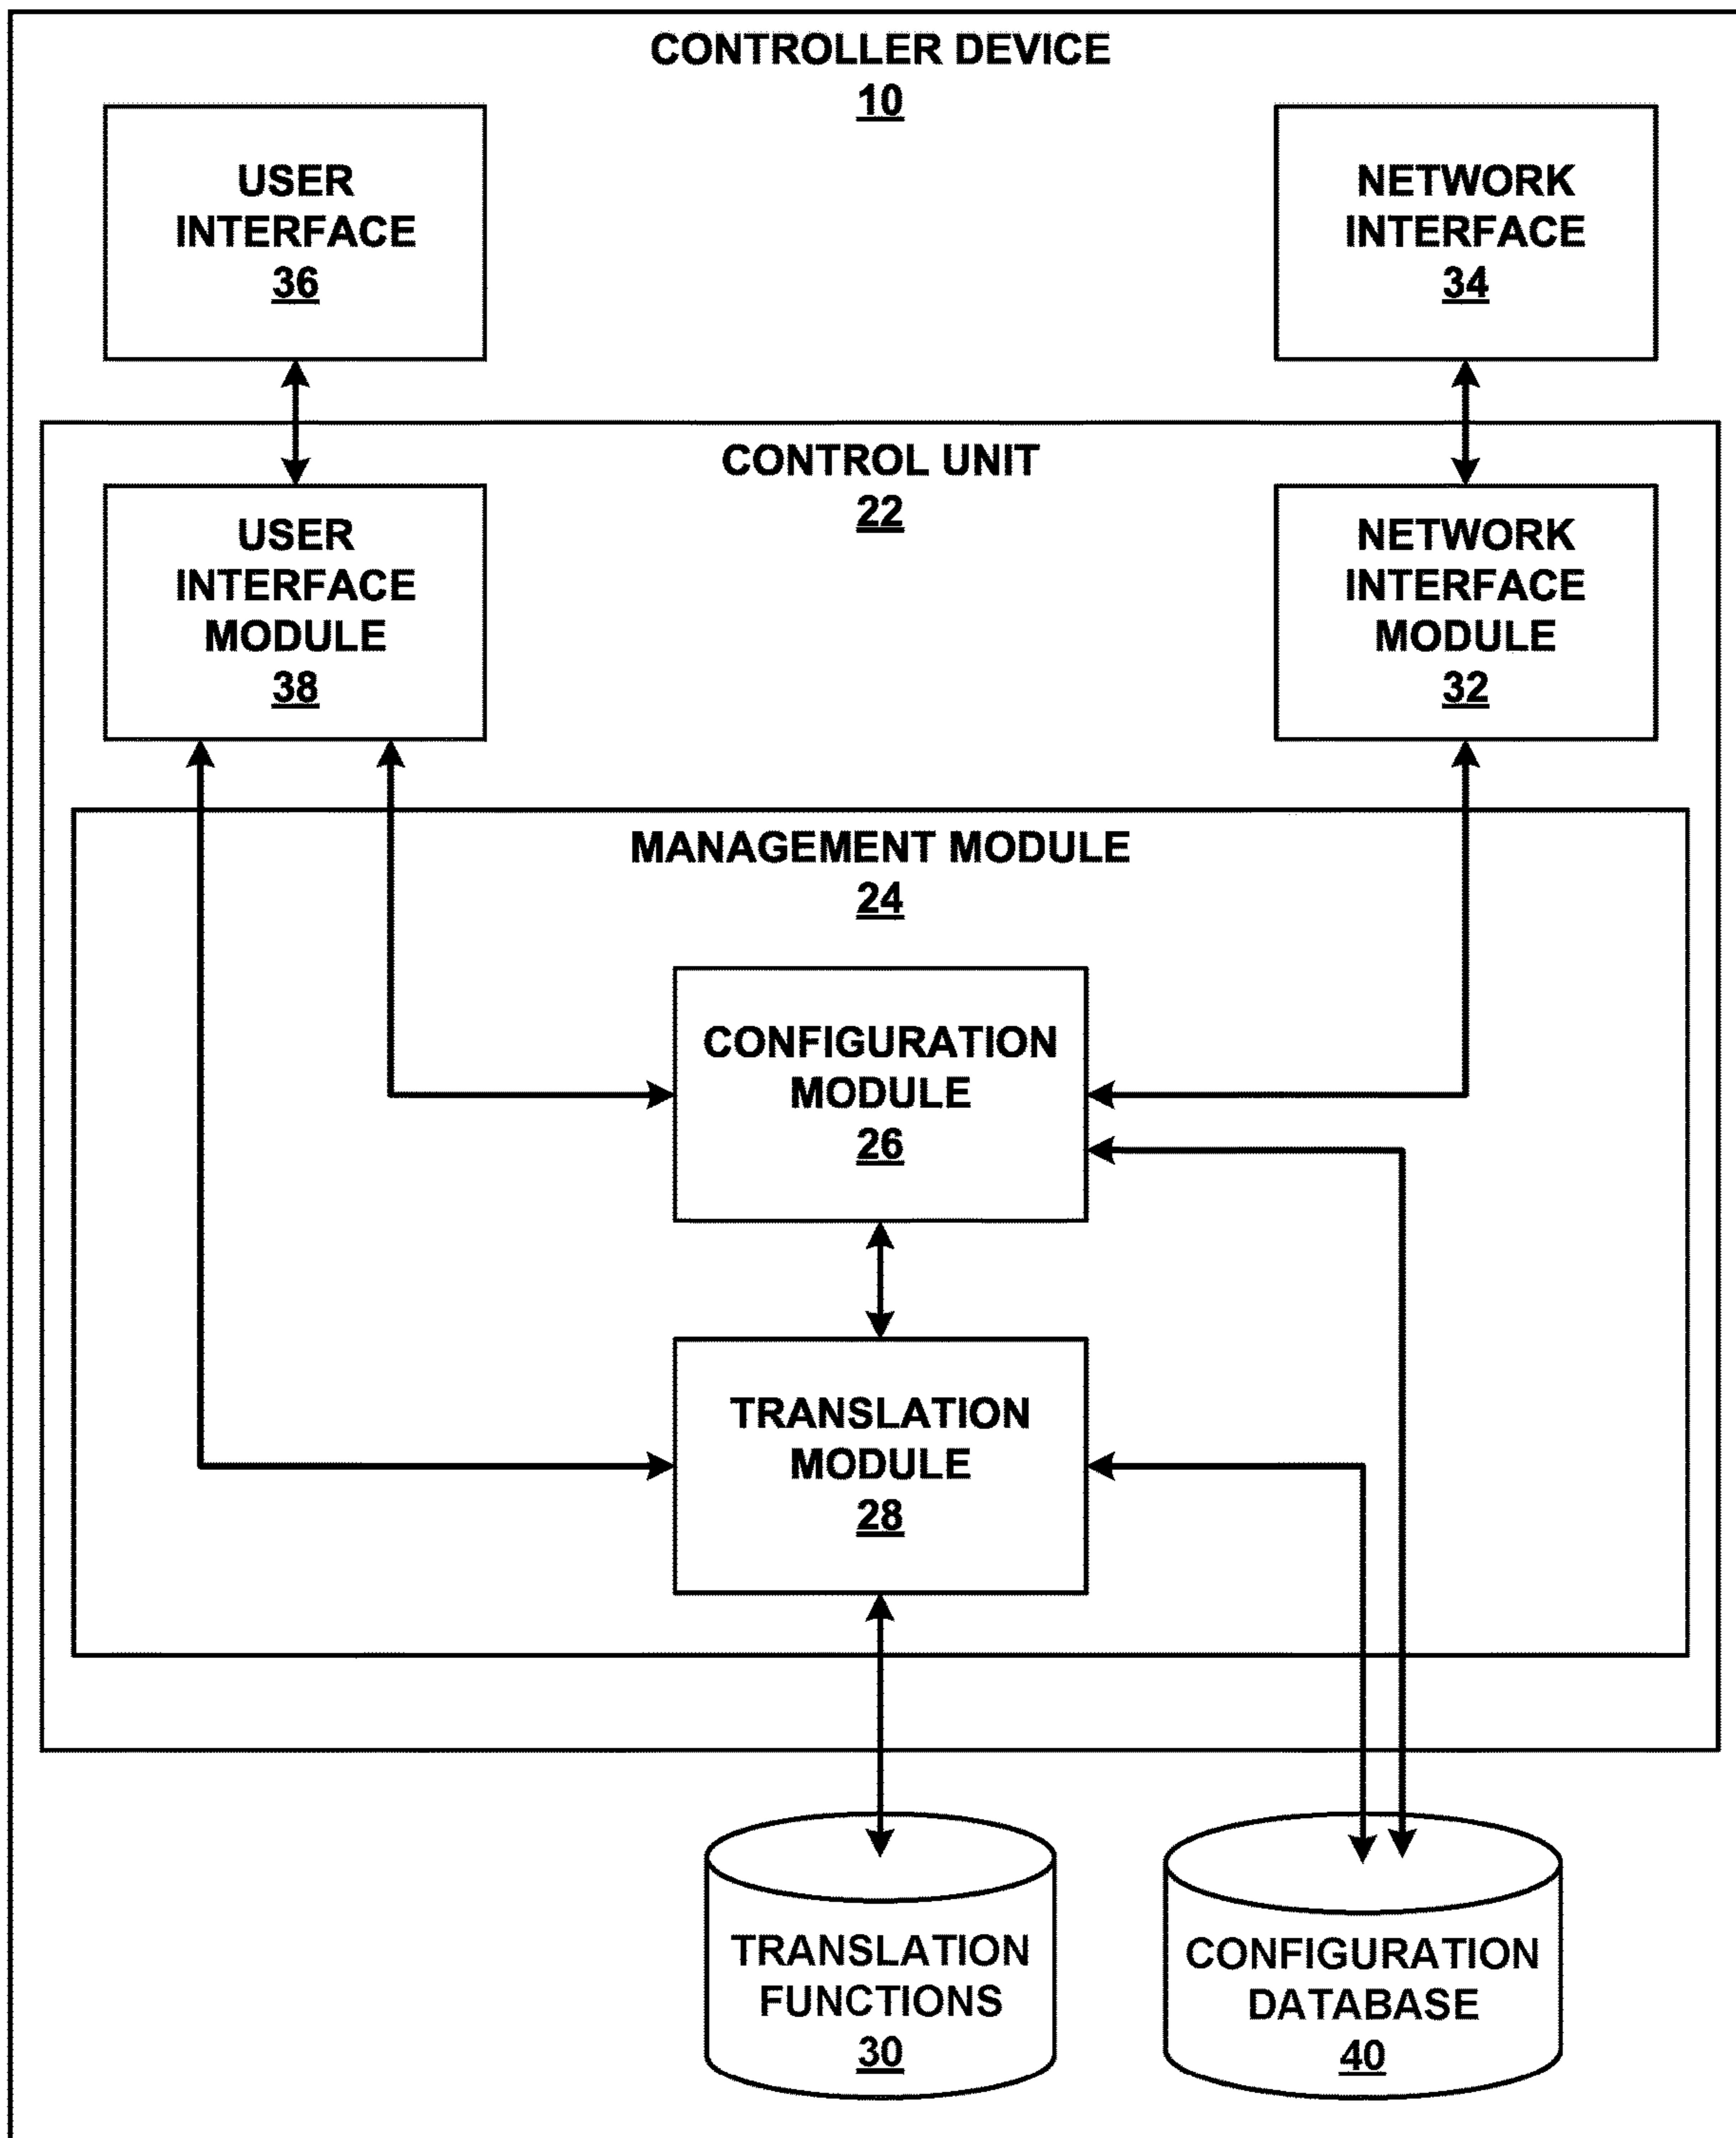 CONTROLLER DEVICE
10
USER
INTERFACE
36
NETWORK
INTERFACE
34
CONTROL UNIT
22
USER
INTERFACE
MODULE
38
NETWORK
INTERFACE
MODULE
32
MANAGEMENT MODULE
24
CONFIGURATION
MODULE
26
TRANSLATION
MODULE
28
TRANSLATION
FUNCTIONS
30
CONFIGURATION
DATABASE
40